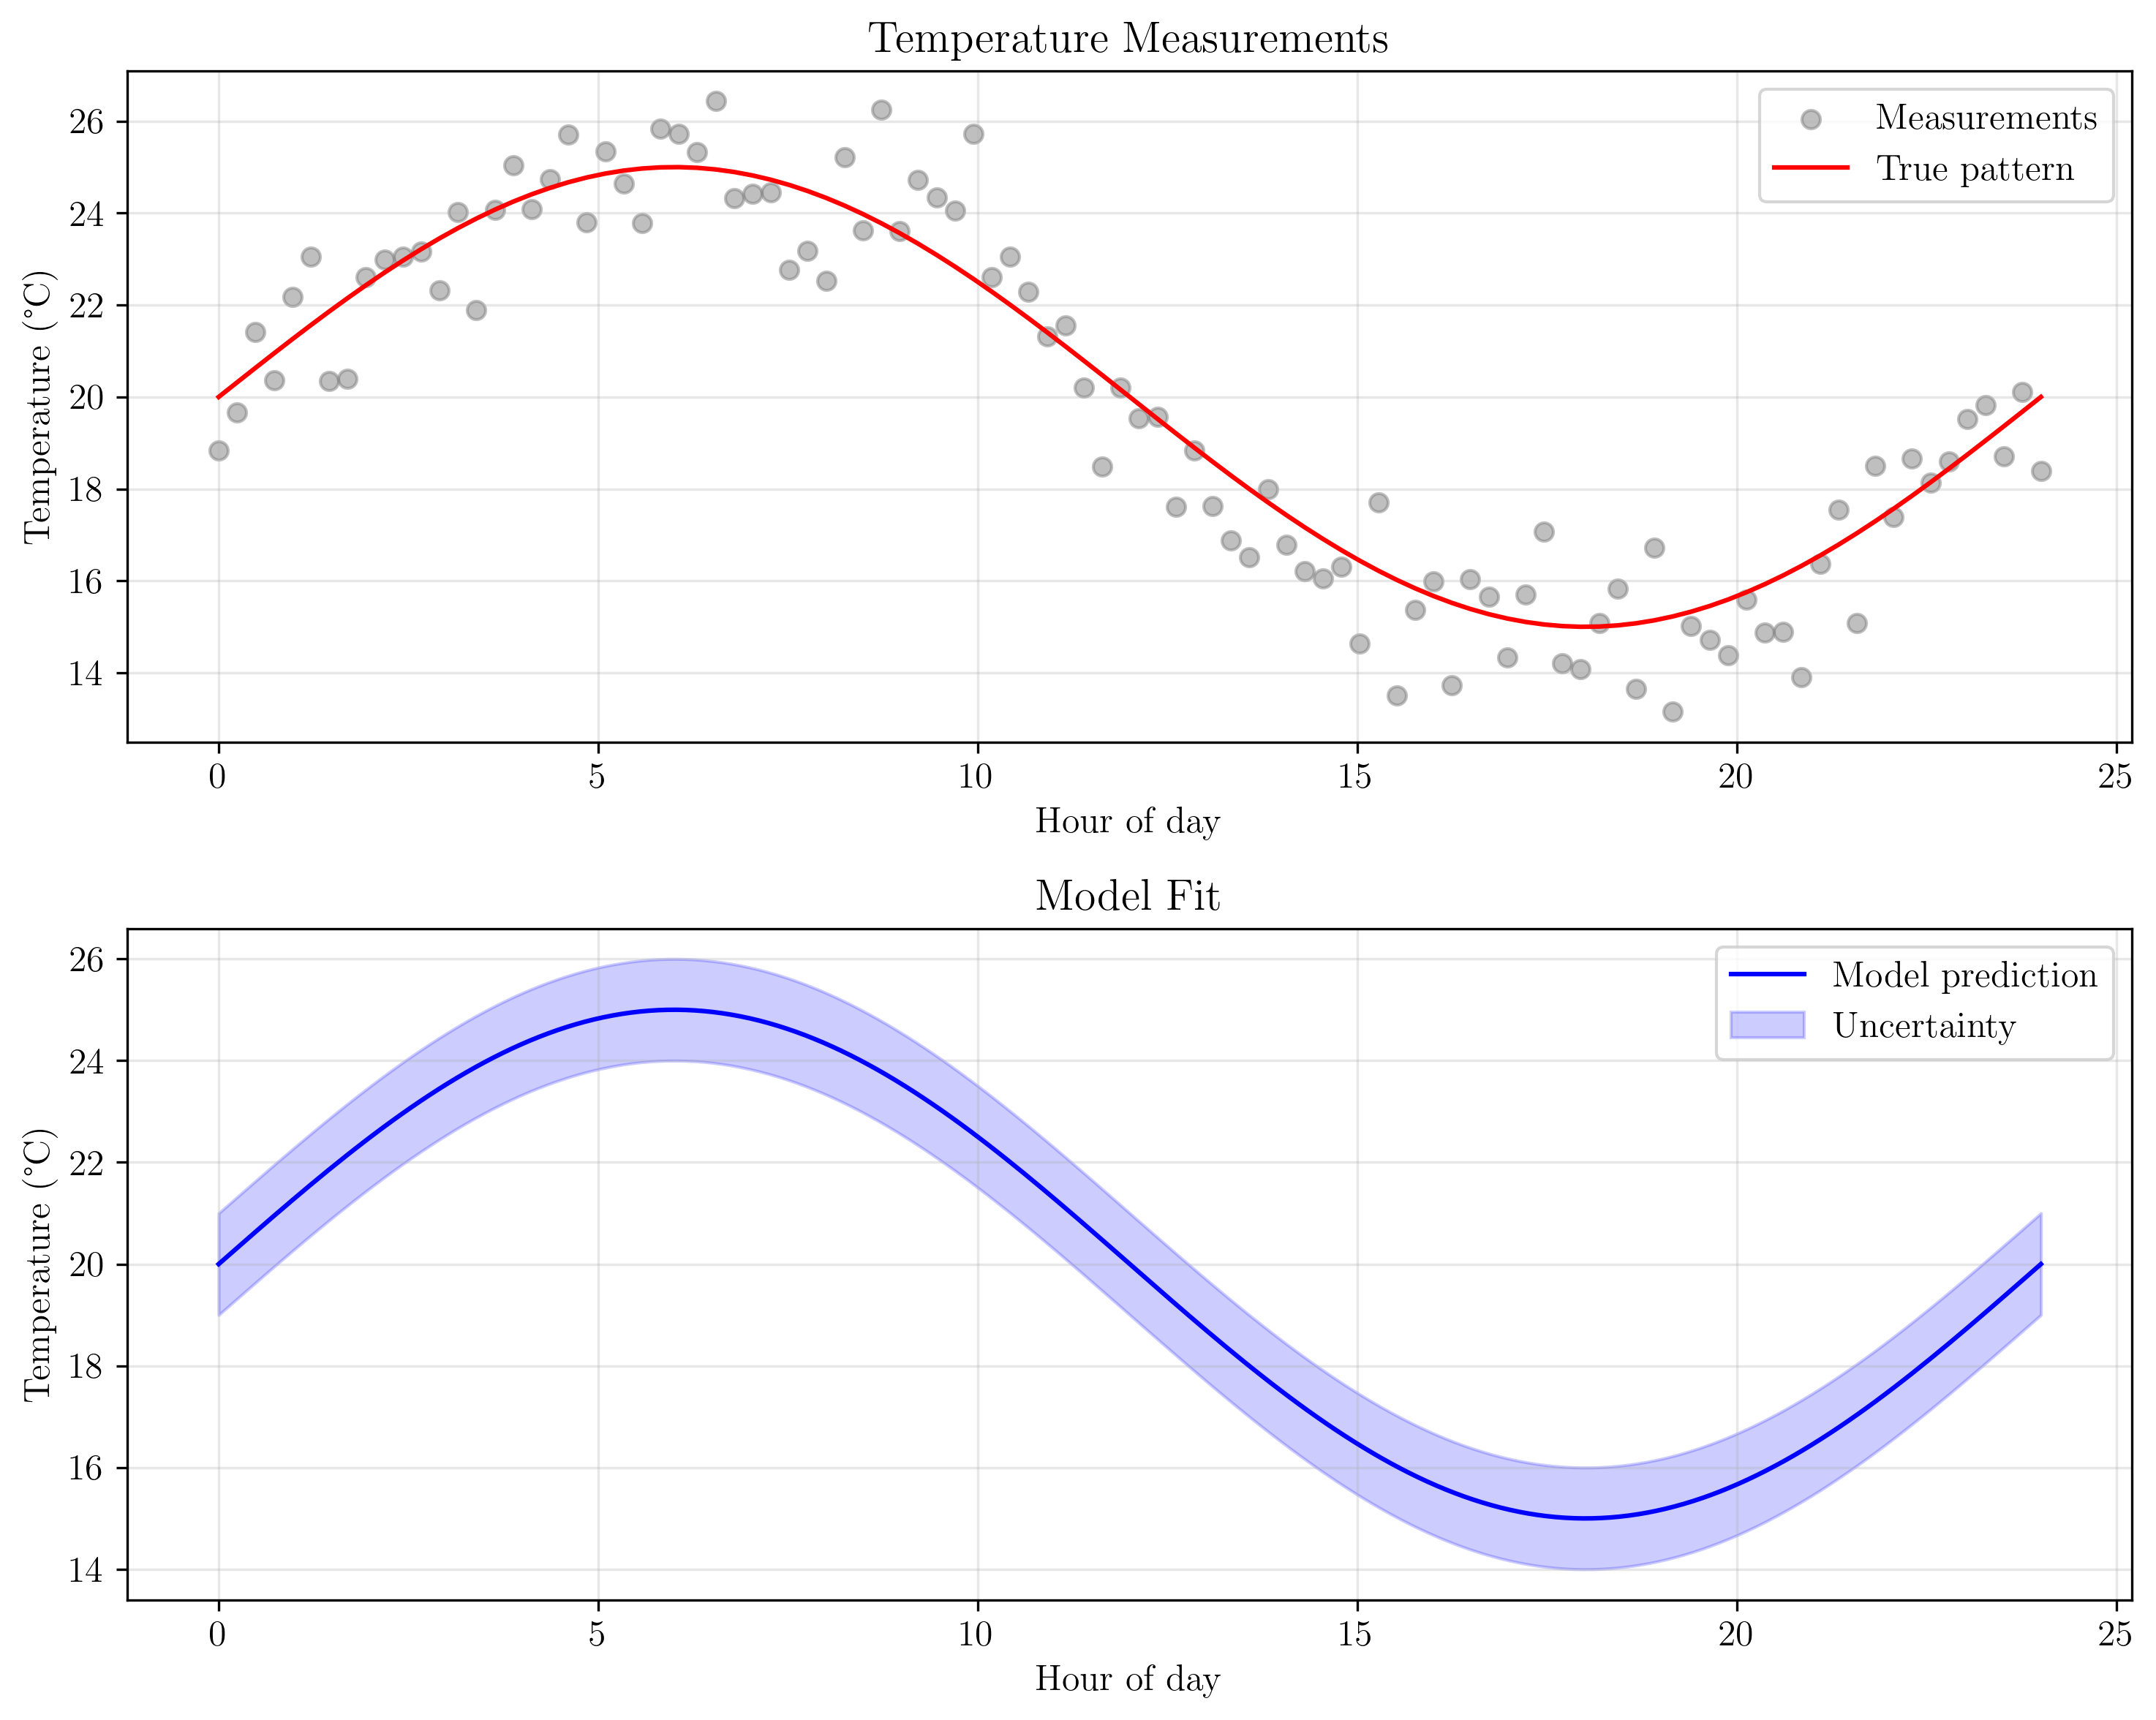 Temperature Measurements
Temperature (°C)
26
24
22
20
18
16
14
Measurements
True pattern
0 5 10 15 20 25
Hour of day
Model Fit
Temperature (°C)
26
24
22
20
18
16
14
Model prediction
Uncertainty
0 5 10 15 20 25
Hour of day